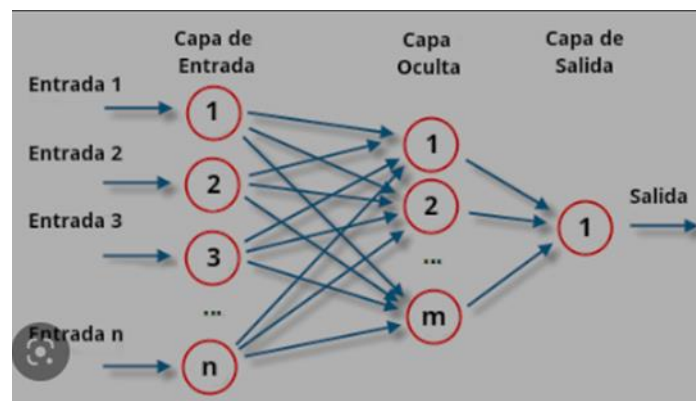 Capa de
Entrada
Capa
Oculta
Capa de
Salida
Entrada 1
1
Entrada 2
2
Entrada 3
3
...
Entrada n
n
1
2
...
m
1
Salida